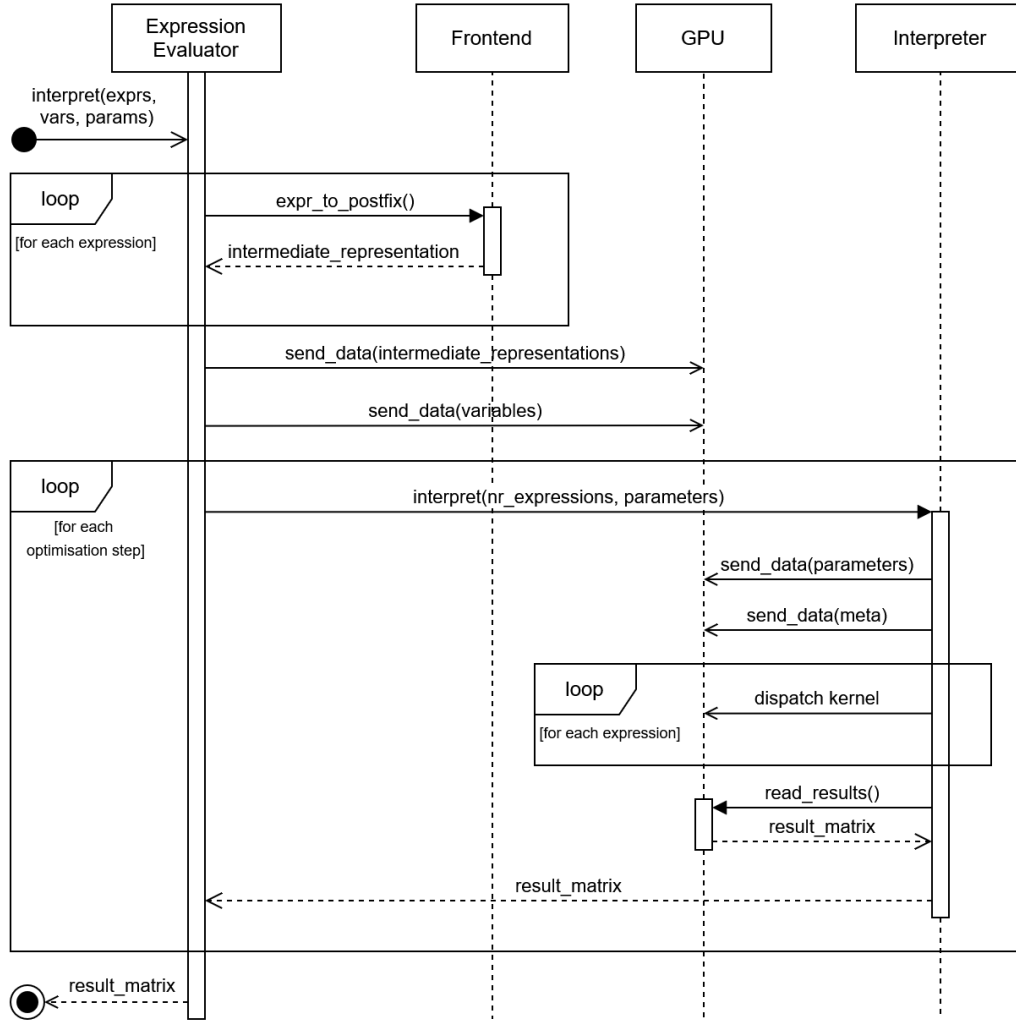 Expression
Evaluator
Frontend
GPU
Interpreter
interpret(exprs,
vars, params)
loop
[for each expression]
expr_to_postfix()
intermediate_representation
send_data(intermediate_representations)
send_data(variables)
loop
[for each
optimisation step]
interpret(nr_expressions, parameters)
send_data(parameters)
send_data(meta)
loop
[for each expression]
dispatch kernel
read_results()
result_matrix
result_matrix
result_matrix